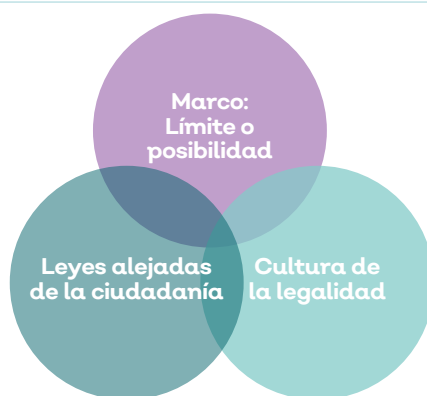 Marco:
Límite o
posibilidad
Leyes alejadas
de la ciudadanía
Cultura de
la legalidad